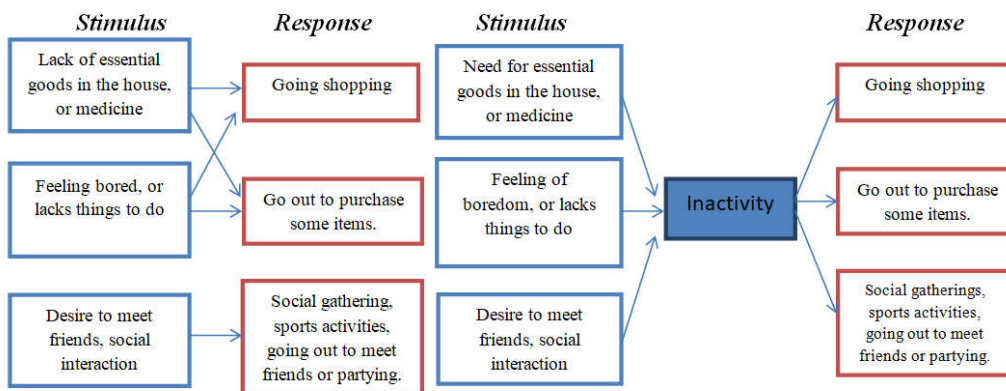 Stimulus
Response
Stimulus
Response
Lack of essential
goods in the house,
or medicine
Going shopping
Feeling bored, or
lacks things to do
Go out to purchase
some items.
Desire to meet
friends, social
interaction
Social gathering,
sports activities,
going out to meet
friends or partying.
Need for essential
goods in the house,
or medicine
Feeling of
boredom, or lacks
things to do
Desire to meet
friends, social
interaction
Inactivity
Going shopping
Go out to purchase
some items.
Social gatherings,
sports activities,
going out to meet
friends or partying.